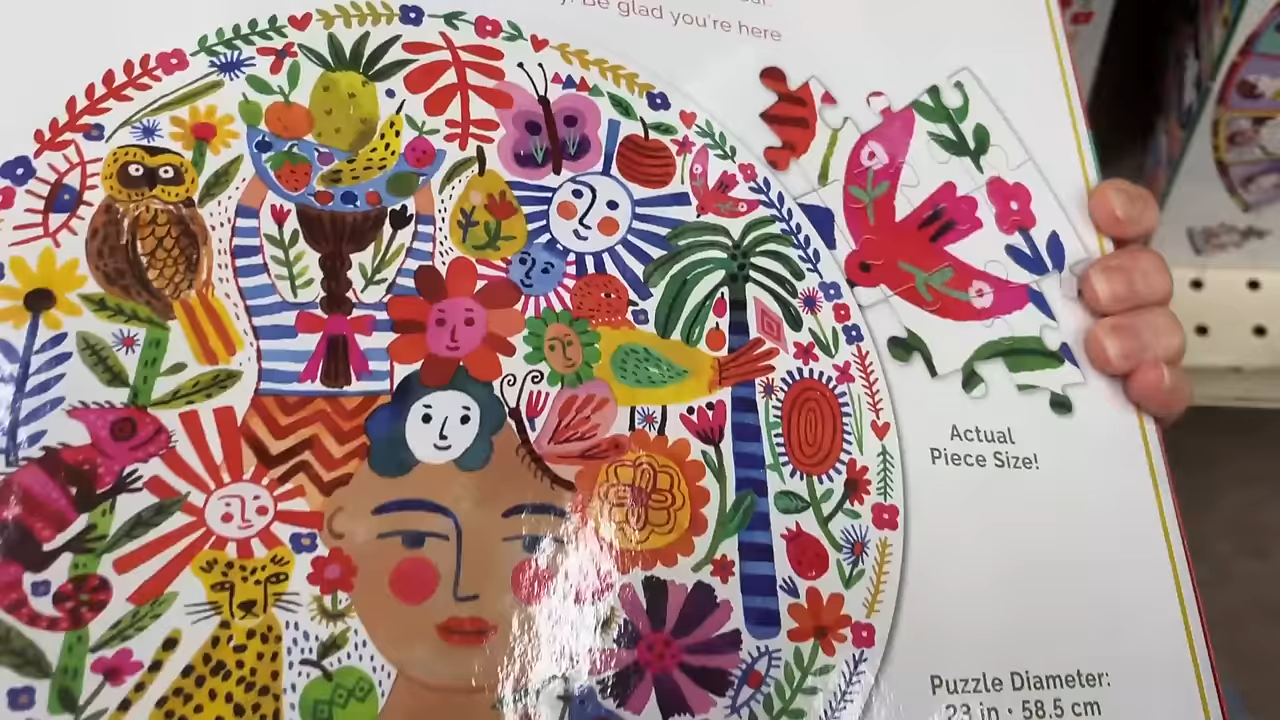 y! Be glad you're here
Actual
Piece Size!
Puzzle Diameter:
23 in • 58.5 cm